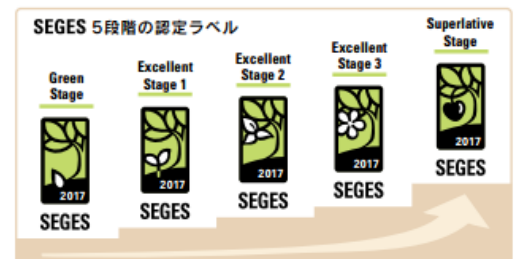 SEGES 5段階の認定ラベル
Green
Stage
2017
SEGES
Excellent
Stage 1
2017
SEGES
Excellent
Stage 2
2017
SEGES
Excellent
Stage 3
2017
SEGES
Superlative
Stage
2017
SEGES